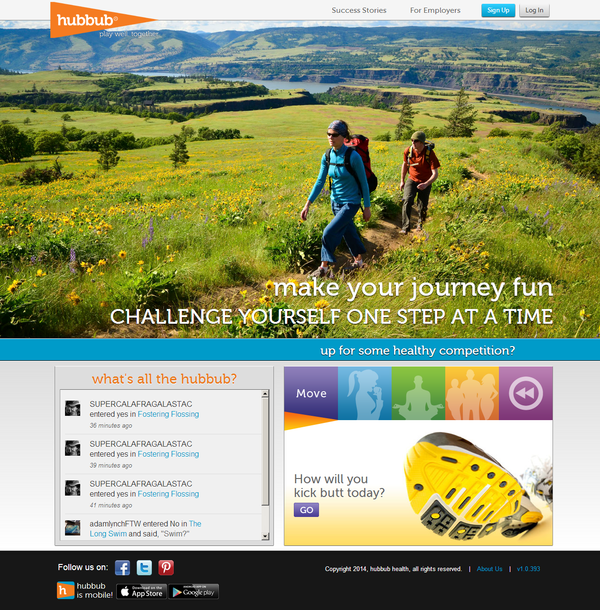 hubbub®
play well, together.
Success Stories
For Employers
Sign Up
Log In
make your journey fun
CHALLENGE YOURSELF ONE STEP AT A TIME
up for some healthy competition?
what's all the hubbub?
SUPERCALAFRAGALASTAC
entered yes in Fostering Flossing
36 minutes ago
SUPERCALAFRAGALASTAC
entered yes in Fostering Flossing
39 minutes ago
SUPERCALAFRAGALASTAC
entered yes in Fostering Flossing
41 minutes ago
adamlynchFTW entered No in The
Long Swim and said, "Swim?"
Move
How will you
kick butt today?
GO
Follow us on:
hubbub
is mobile!
Download on the
App Store
Google play
Copyright 2014, hubbub health, all rights reserved. | About Us | v1.0.393